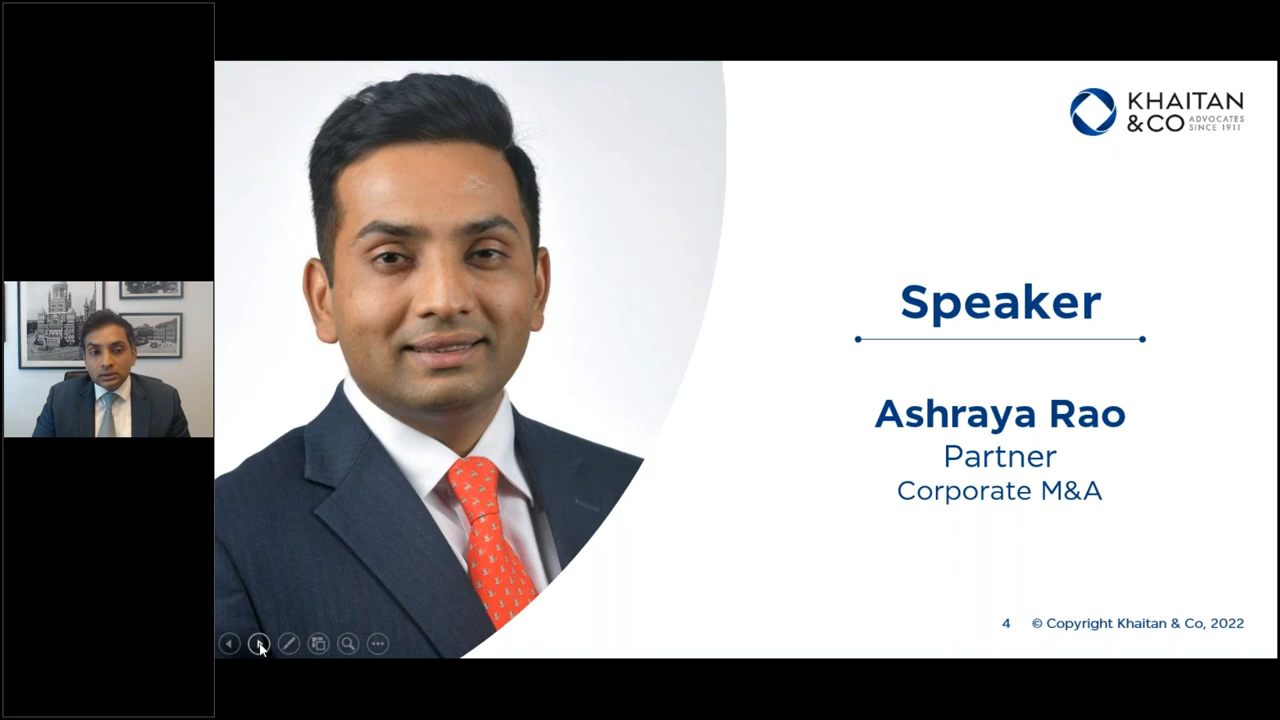 KHAITAN
&CO ADVOCATES
SINCE 1911
Speaker
Ashraya Rao
Partner
Corporate M&A
4 © Copyright Khaitan & Co, 2022